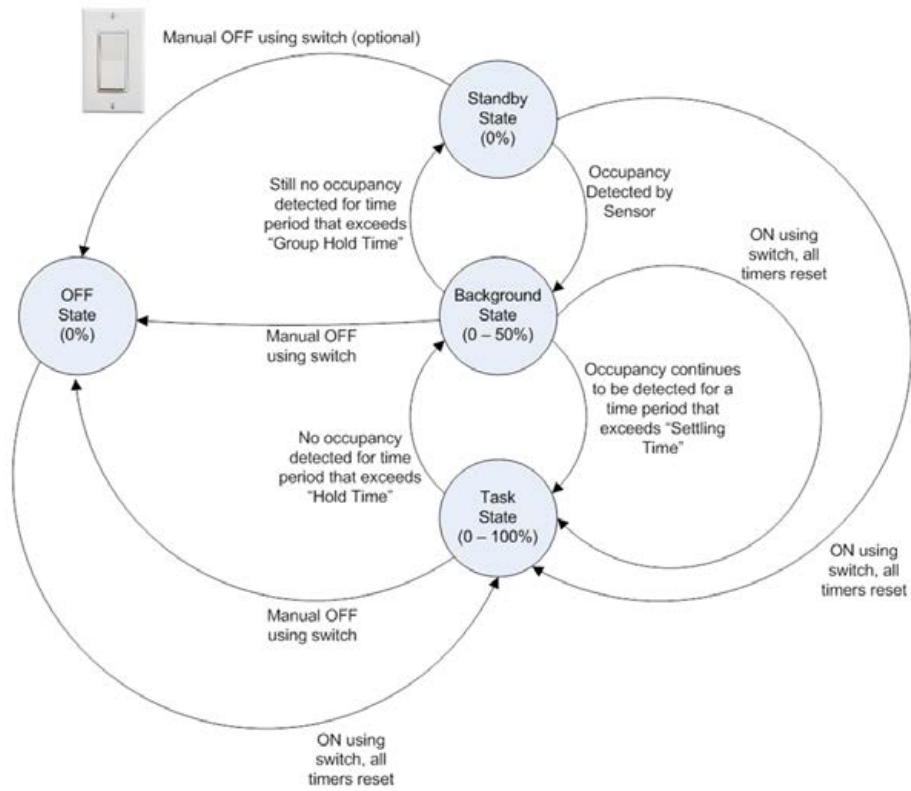 Manual OFF using switch (optional)
Standby
State
(0%)
Still no occupancy
detected for time
period that exceeds
“Group Hold Time”
Occupancy
Detected by
Sensor
ON using
switch, all
timers reset
OFF
State
(0%)
Background
State
(0 – 50%)
Manual OFF
using switch
Occupancy continues
to be detected for a
time period that
exceeds “Settling
Time”
No occupancy
detected for time
period that exceeds
“Hold Time”
Task
State
(0 – 100%)
ON using
switch, all
timers reset
Manual OFF
using switch
ON using
switch, all
timers reset